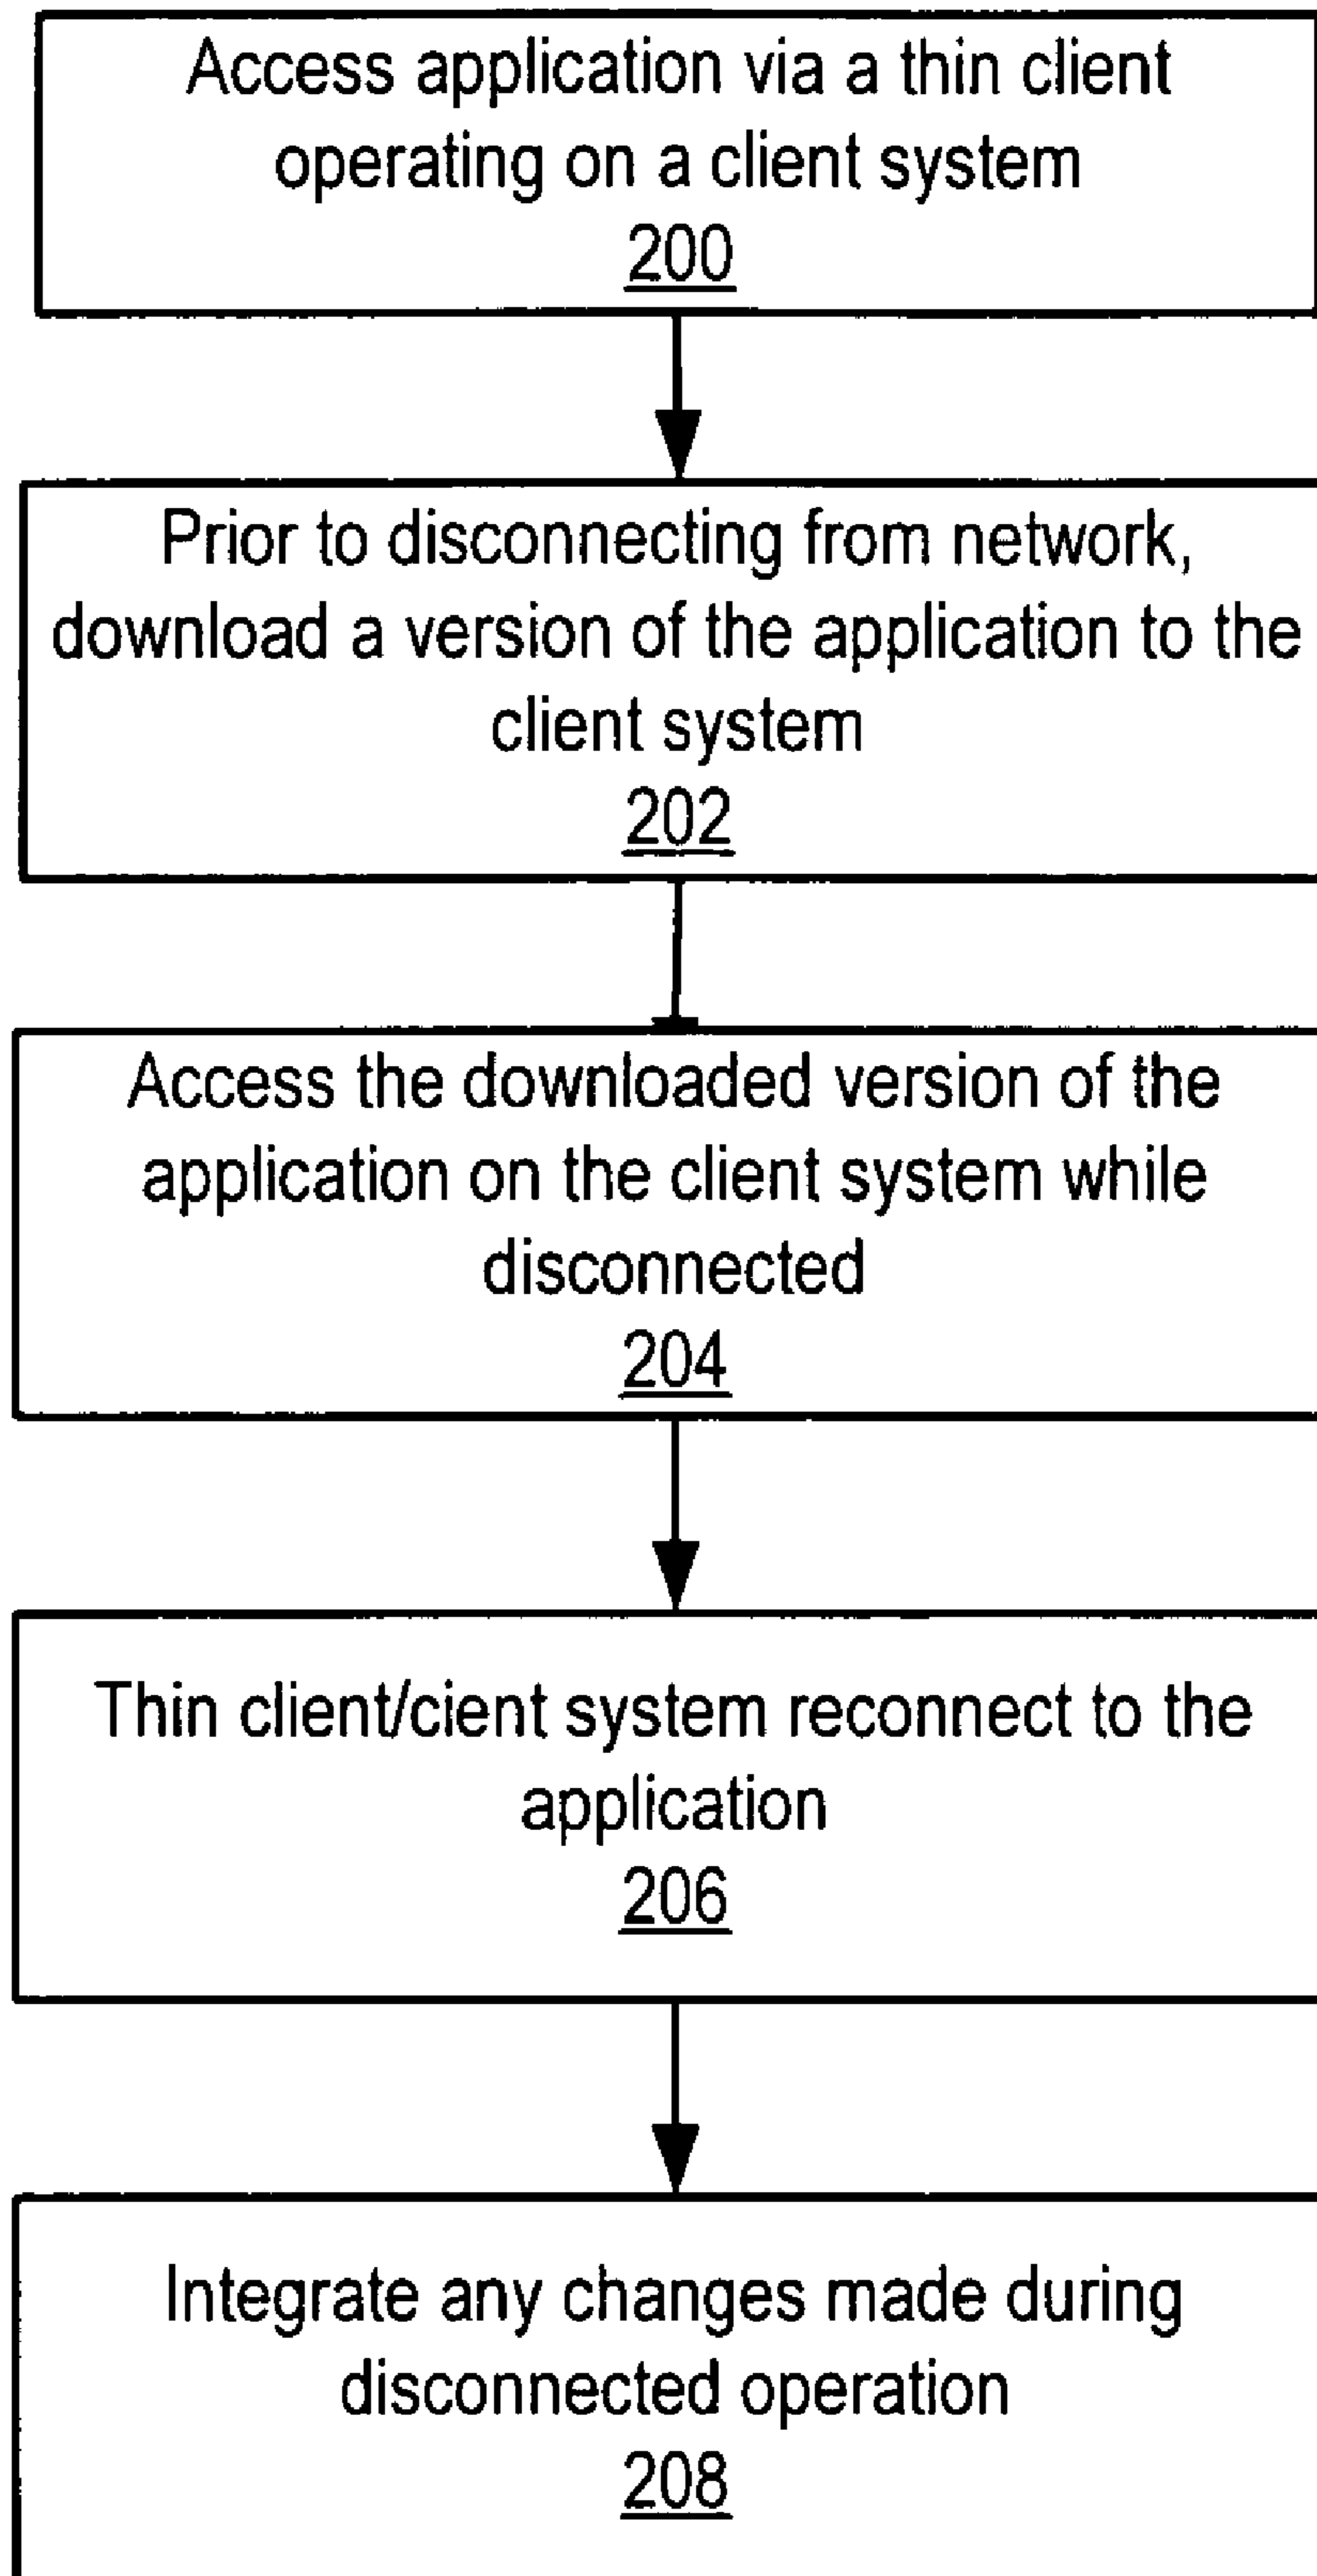 Access application via a thin client
operating on a client system
200
Prior to disconnecting from network,
download a version of the application to the
client system
202
Access the downloaded version of the
application on the client system while
disconnected
204
Thin client/cient system reconnect to the
application
206
Integrate any changes made during
disconnected operation
208